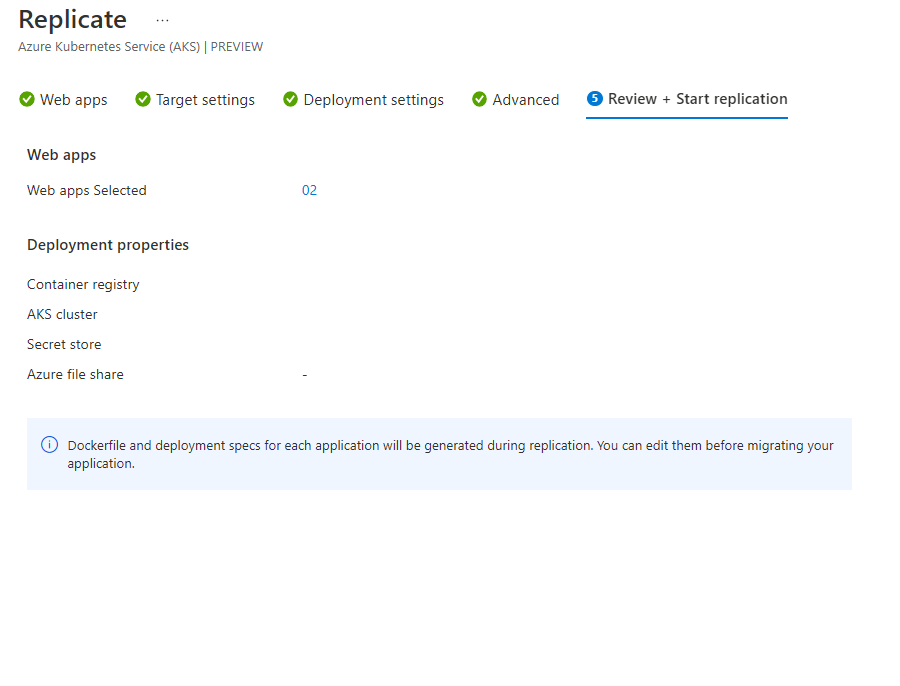 Replicate ...
Azure Kubernetes Service (AKS) | PREVIEW
Web apps Target settings Deployment settings Advanced 5 Review + Start replication
Web apps
Web apps Selected 02
Deployment properties
Container registry
AKS cluster
Secret store
Azure file share -
Dockerfile and deployment specs for each application will be generated during replication. You can edit them before migrating your
application.